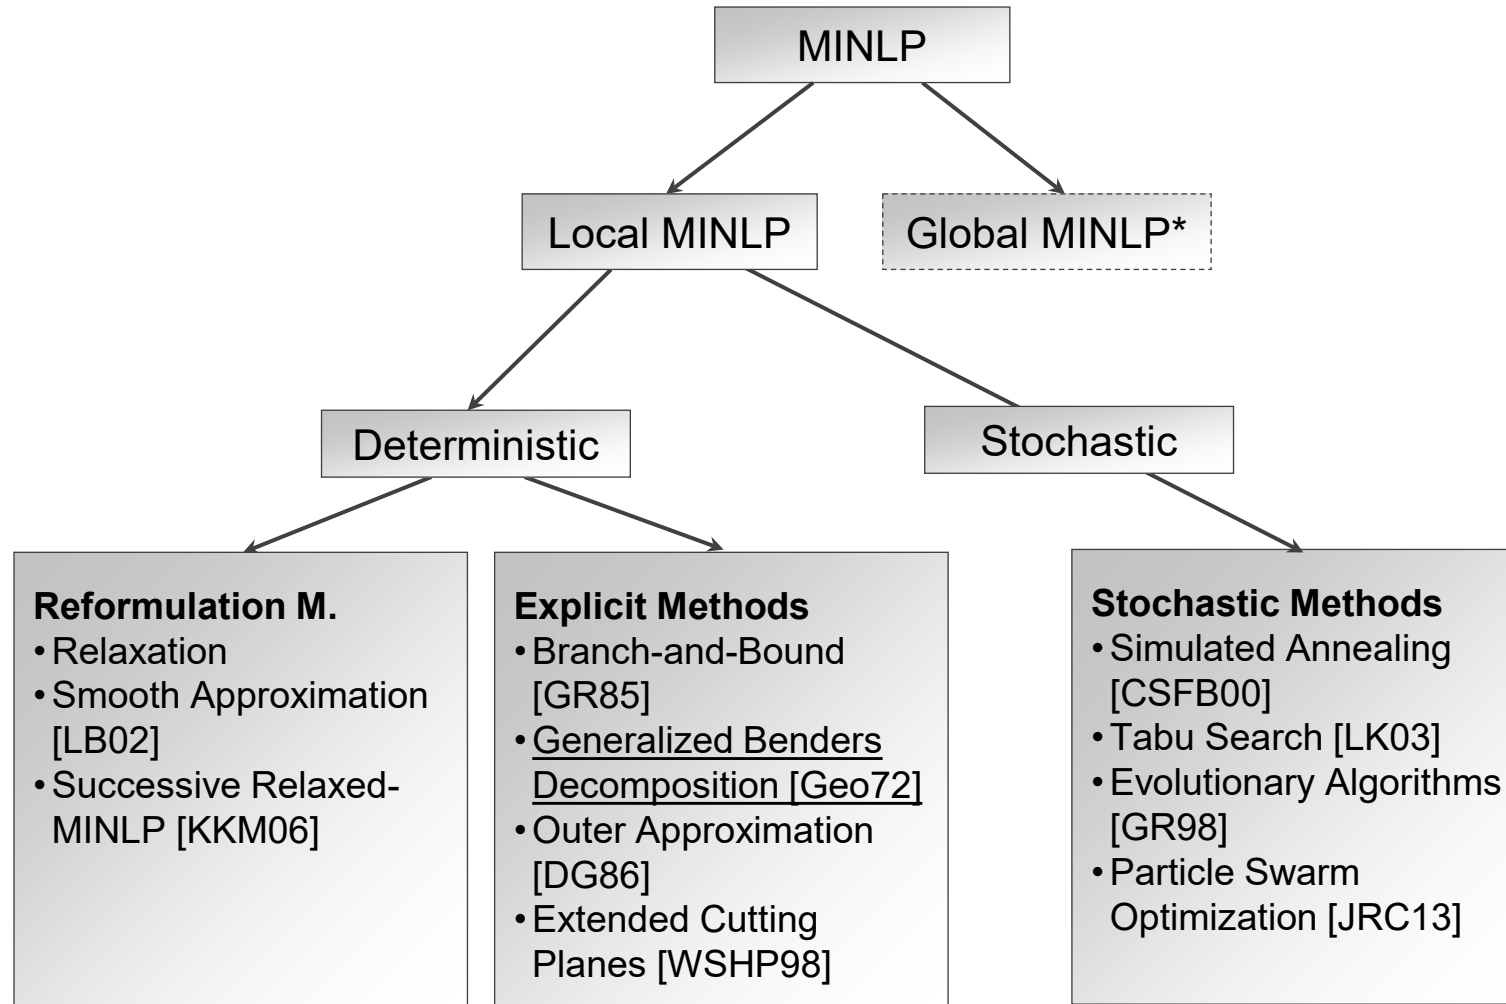 MINLP
Local MINLP
Global MINLP*
Deterministic
Stochastic
Reformulation M.
• Relaxation
• Smooth Approximation
[LB02]
• Successive Relaxed-
MINLP [KKM06]
Explicit Methods
• Branch-and-Bound
[GR85]
• Generalized Benders
Decomposition [Geo72]
• Outer Approximation
[DG86]
• Extended Cutting
Planes [WSHP98]
Stochastic Methods
• Simulated Annealing
[CSFB00]
• Tabu Search [LK03]
• Evolutionary Algorithms
[GR98]
• Particle Swarm
Optimization [JRC13]